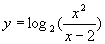 y = log₂(x²/(x−2))